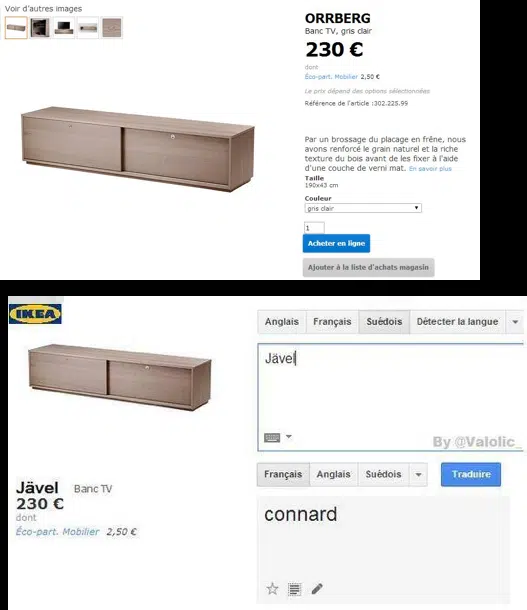 Voir d'autres images
ORRBERG
Banc TV, gris clair
230 €
dont
Éco-part. Mobilier 2,50 €
Le prix dépend des options sélectionnées
Référence de l'article :302.225.99
Par un brossage du placage en frêne, nous
avons renforcé le grain naturel et la riche
texture du bois avant de les fixer à l'aide
d'une couche de verni mat. En savoir plus
Taille
190x43 cm
Couleur
gris clair
1
Acheter en ligne
Ajouter à la liste d'achats magasin
IKEA
Jävel Banc TV
230 €
dont
Éco-part. Mobilier 2,50 €
Anglais Français Suédois Détecter la langue
Jävel
By @Valolic_
Français Anglais Suédois Traduire
connard